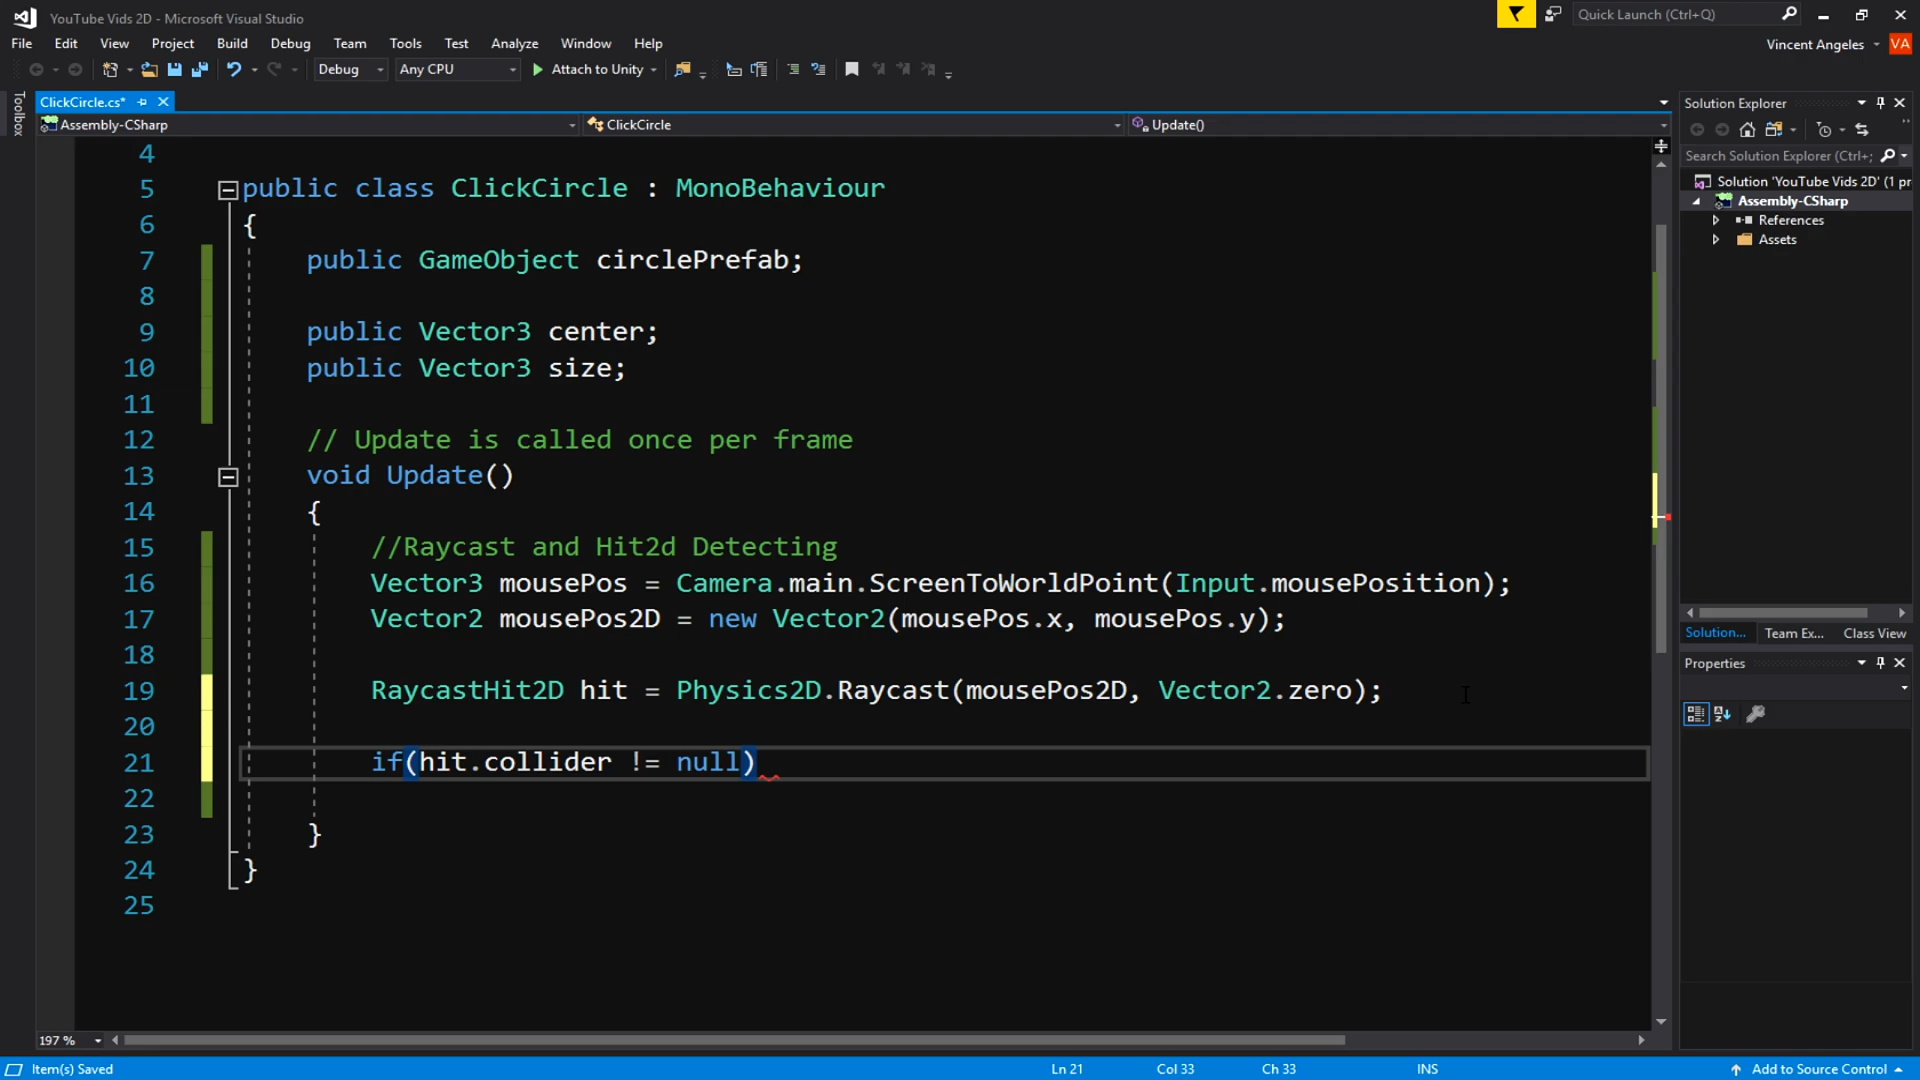 YouTube Vids 2D - Microsoft Visual Studio
Quick Launch (Ctrl+Q)
File Edit View Project Build Debug Team Tools Test Analyze Window Help
Vincent Angeles VA
Debug Any CPU Attach to Unity
Toolbox
ClickCircle.cs*
Assembly-CSharp ClickCircle Update()
4
5 public class ClickCircle : MonoBehaviour
6 {
7 public GameObject circlePrefab;
8
9 public Vector3 center;
10 public Vector3 size;
11
12 // Update is called once per frame
13 void Update()
14 {
15 //Raycast and Hit2d Detecting
16 Vector3 mousePos = Camera.main.ScreenToWorldPoint(Input.mousePosition);
17 Vector2 mousePos2D = new Vector2(mousePos.x, mousePos.y);
18
19 RaycastHit2D hit = Physics2D.Raycast(mousePos2D, Vector2.zero);
20
21 if(hit.collider != null)
22
23 }
24 }
25
Solution Explorer
Search Solution Explorer (Ctrl+;
Solution 'YouTube Vids 2D' (1 pr
Assembly-CSharp
References
Assets
Solution... Team Ex... Class View
Properties
197 %
Item(s) Saved Ln 21 Col 33 Ch 33 INS Add to Source Control